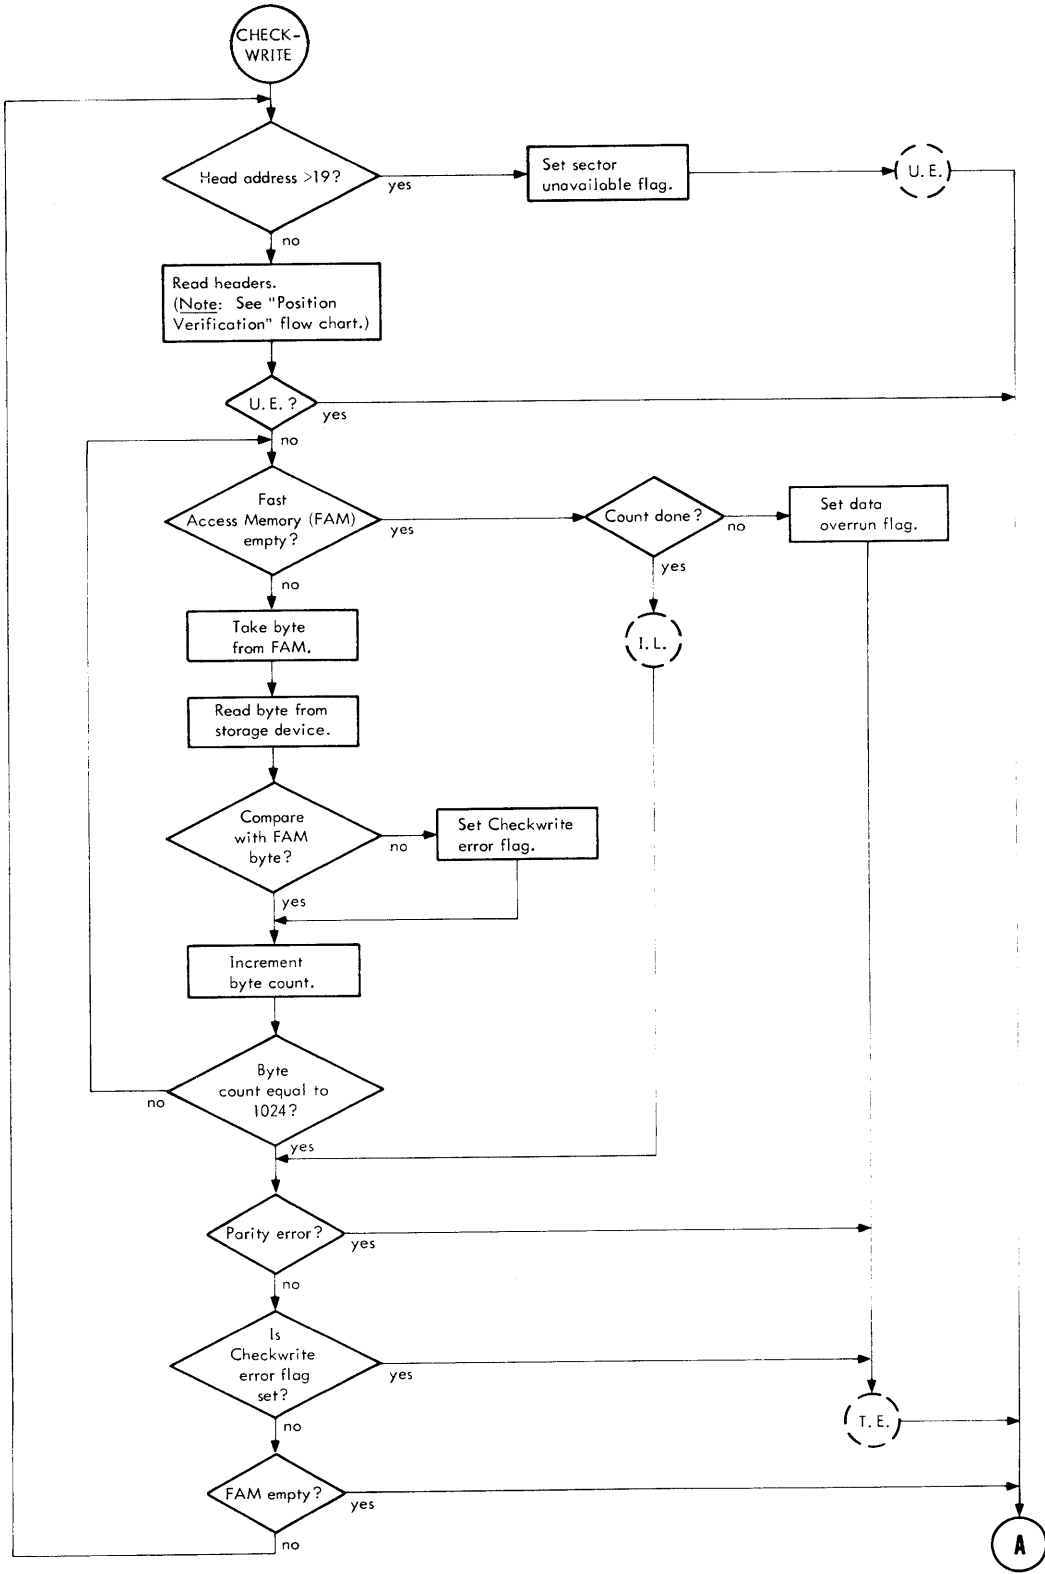 CHECK-
WRITE
Head address >19?
yes
Set sector
unavailable flag.
U. E.
no
Read headers.
(Note: See "Position
Verification" flow chart.)
U. E. ?
yes
no
Fast
Access Memory (FAM)
empty?
yes
Count done?
no
Set data
overrun flag.
yes
no
I. L.
Take byte
from FAM.
Read byte from
storage device.
Compare
with FAM
byte?
no
Set Checkwrite
error flag.
yes
Increment
byte count.
Byte
count equal to
1024?
no
yes
Parity error?
yes
no
Is
Checkwrite
error flag
set?
yes
no
T. E.
FAM empty?
yes
no
A